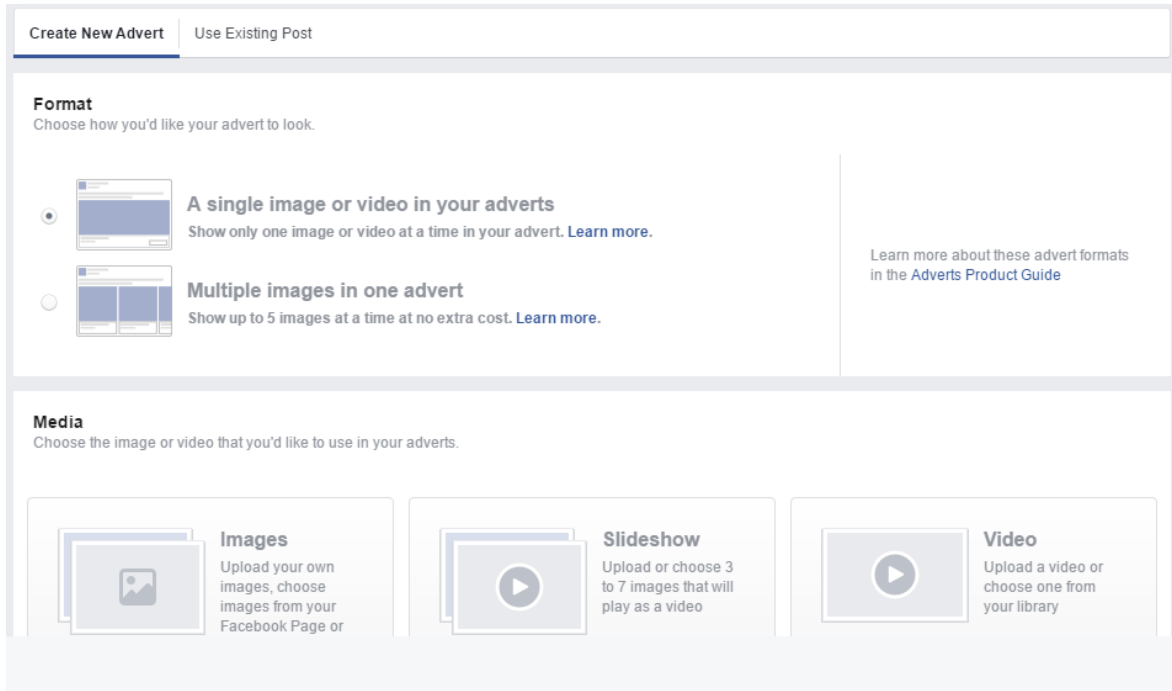 Create New Advert
Use Existing Post
Format
Choose how you'd like your advert to look.
A single image or video in your adverts
Show only one image or video at a time in your advert. Learn more.
Multiple images in one advert
Show up to 5 images at a time at no extra cost. Learn more.
Learn more about these advert formats
in the Adverts Product Guide
Media
Choose the image or video that you'd like to use in your adverts.
Images
Upload your own
images, choose
images from your
Facebook Page or
Slideshow
Upload or choose 3
to 7 images that will
play as a video
Video
Upload a video or
choose one from
your library